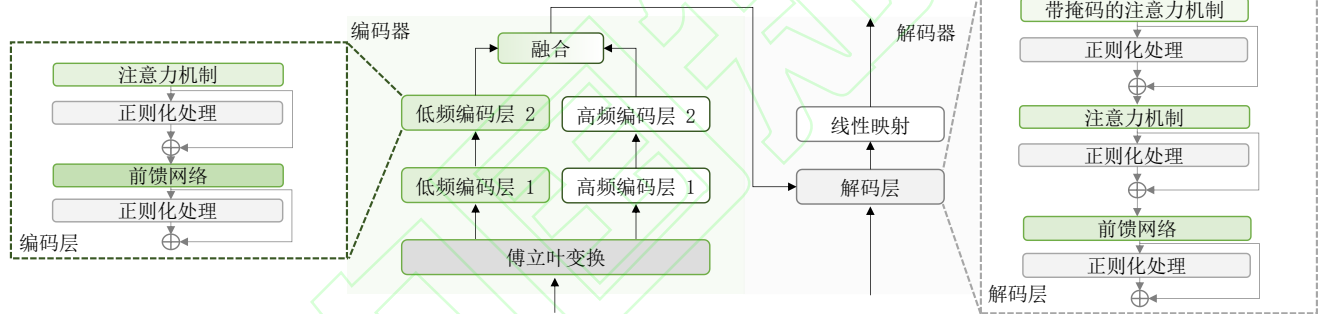 注意力机制
正则化处理
前馈网络
正则化处理
编码层
编码器
融合
低频编码层 2
高频编码层 2
低频编码层 1
高频编码层 1
傅立叶变换
解码器
线性映射
解码层
带掩码的注意力机制
正则化处理
注意力机制
正则化处理
前馈网络
正则化处理
解码层